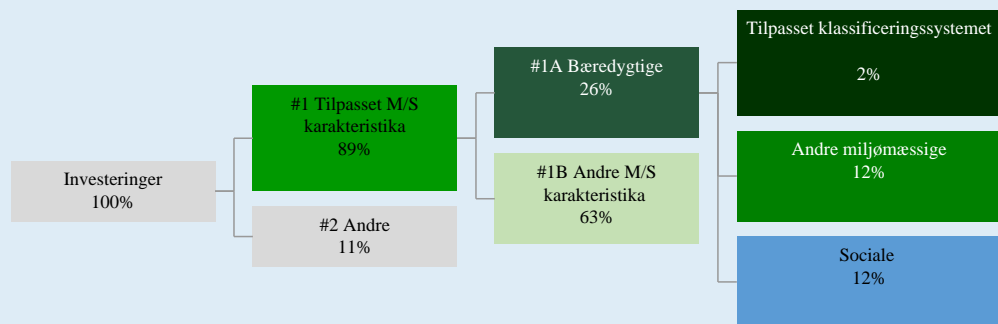 Investeringer
100%
#1 Tilpasset M/S
karakteristika
89%
#2 Andre
11%
#1A Bæredygtige
26%
#1B Andre M/S
karakteristika
63%
Tilpasset klassificeringssystemet
2%
Andre miljømæssige
12%
Sociale
12%